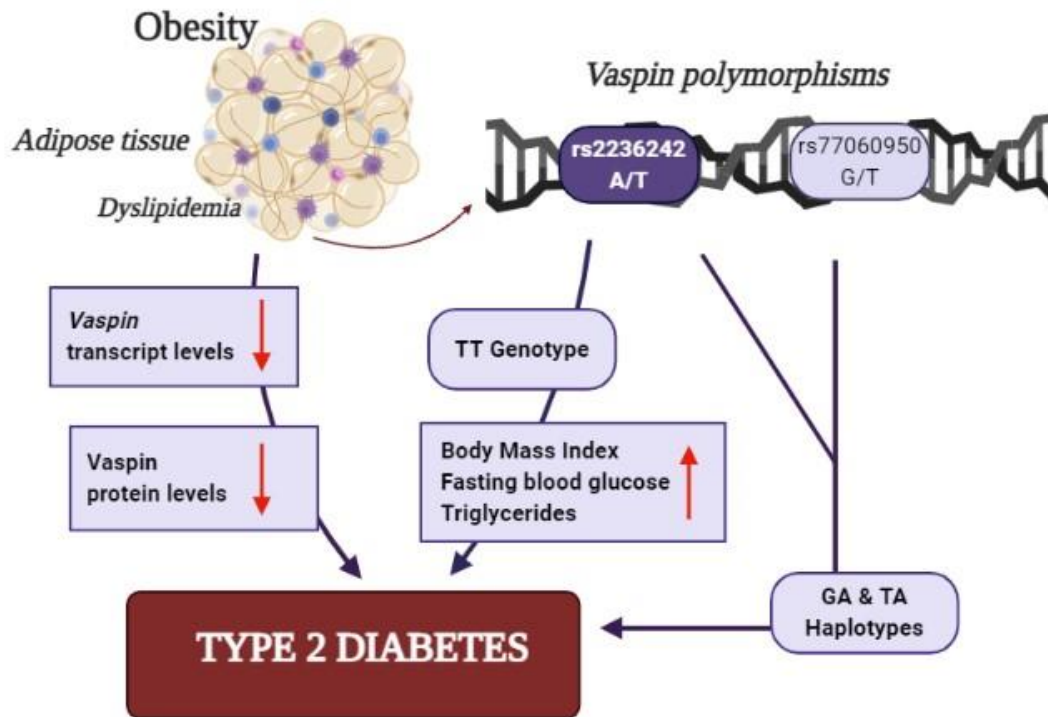 Obesity
Adipose tissue
Dyslipidemia
Vaspin polymorphisms
rs2236242
A/T
rs77060950
G/T
Vaspin
transcript levels
Vaspin
protein levels
TT Genotype
Body Mass Index
Fasting blood glucose
Triglycerides
GA & TA
Haplotypes
TYPE 2 DIABETES